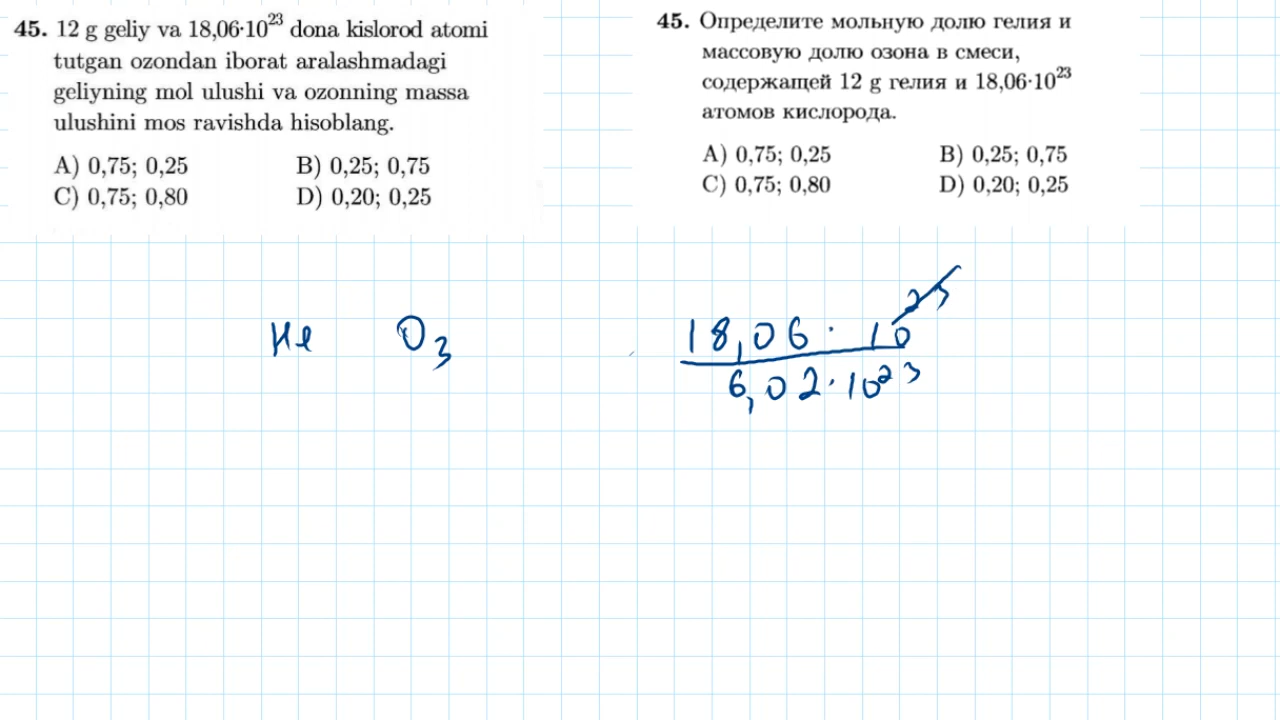 45. 12 g geliy va 18,06·10²³ dona kislorod atomi
tutgan ozondan iborat aralashmadagi
geliyning mol ulushi va ozonning massa
ulushini mos ravishda hisoblang.
A) 0,75; 0,25 B) 0,25; 0,75
C) 0,75; 0,80 D) 0,20; 0,25
45. Определите мольную долю гелия и
массовую долю озона в смеси,
содержащей 12 g гелия и 18,06·10²³
атомов кислорода.
A) 0,75; 0,25 B) 0,25; 0,75
C) 0,75; 0,80 D) 0,20; 0,25
He O₃
18,06·10²³
6,02·10²³